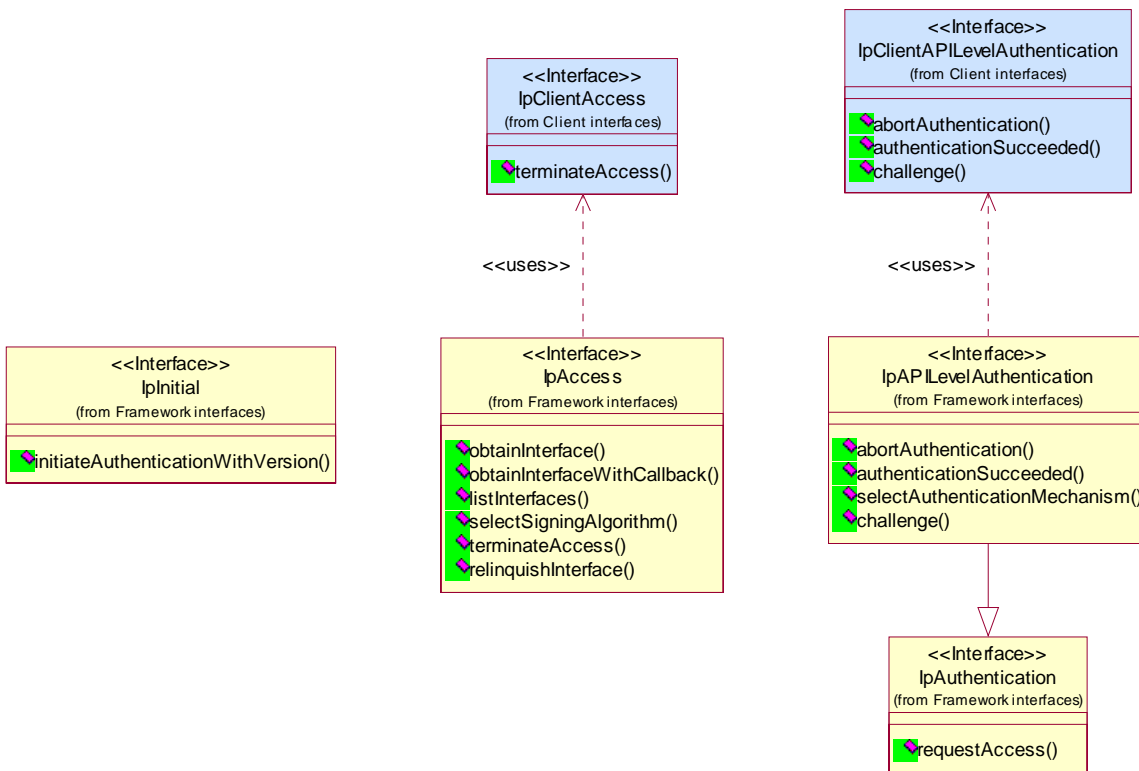 <<Interface>>
IpClientAccess
(from Client interfaces)
terminateAccess()
<<Interface>>
IpClientAPILevelAuthentication
(from Client interfaces)
abortAuthentication()
authenticationSucceeded()
challenge()
<<uses>>
<<uses>>
<<Interface>>
IpInitial
(from Framework interfaces)
initiateAuthenticationWithVersion()
<<Interface>>
IpAccess
(from Framework interfaces)
obtainInterface()
obtainInterfaceWithCallback()
listInterfaces()
selectSigningAlgorithm()
terminateAccess()
relinquishInterface()
<<Interface>>
IpAPILevelAuthentication
(from Framework interfaces)
abortAuthentication()
authenticationSucceeded()
selectAuthenticationMechanism()
challenge()
<<Interface>>
IpAuthentication
(from Framework interfaces)
requestAccess()